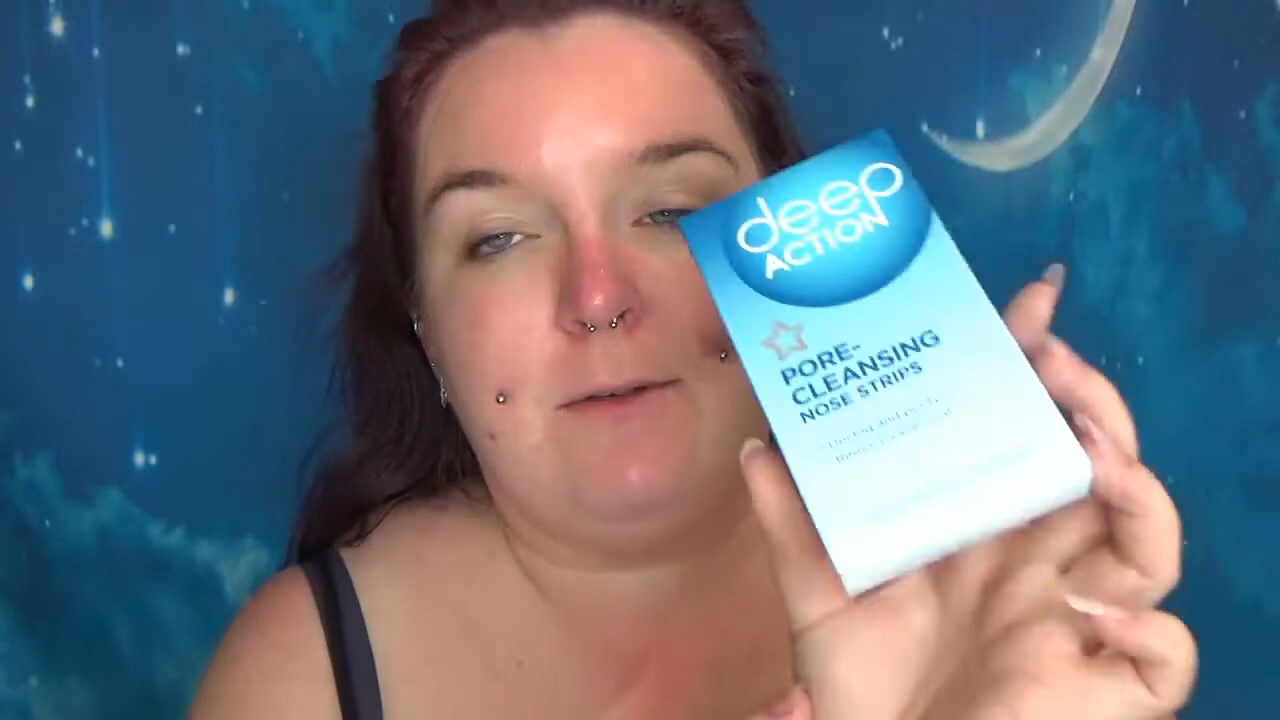 deep
ACTION
PORE-
CLEANSING
NOSE STRIPS